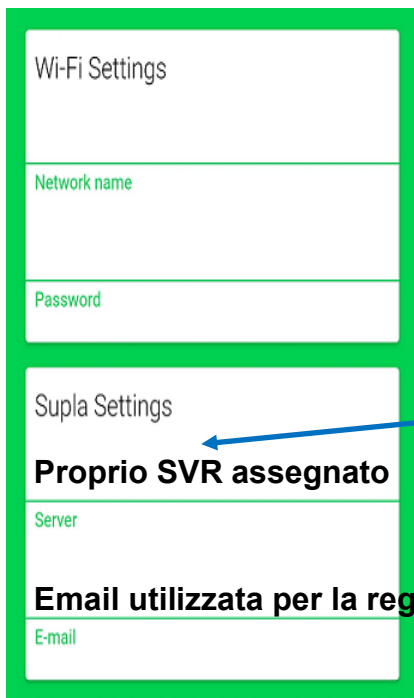 Wi-Fi Settings
Network name
Password
Supla Settings
Proprio SVR assegnato
Server
Email utilizzata per la reg
E-mail